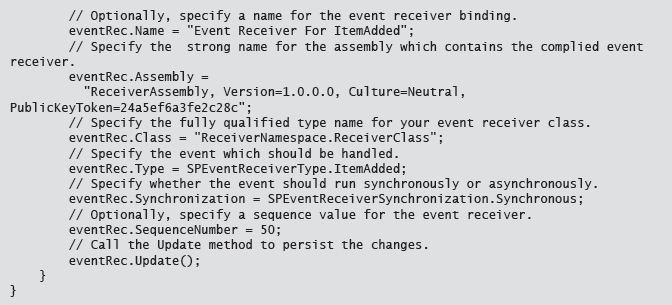 // Optionally, specify a name for the event receiver binding.
eventRec.Name = "Event Receiver For ItemAdded";
// Specify the  strong name for the assembly which contains the complied event
receiver.
eventRec.Assembly =
"ReceiverAssembly, Version=1.0.0.0, Culture=Neutral,
PublicKeyToken=24a5ef6a3fe2c28c";
// Specify the fully qualified type name for your event receiver class.
eventRec.Class = "ReceiverNamespace.ReceiverClass";
// Specify the event which should be handled.
eventRec.Type = SPEventReceiverType.ItemAdded;
// Specify whether the event should run synchronously or asynchronously.
eventRec.Synchronization = SPEventReceiverSynchronization.Synchronous;
// Optionally, specify a sequence value for the event receiver.
eventRec.SequenceNumber = 50;
// Call the Update method to persist the changes.
eventRec.Update();
}
}